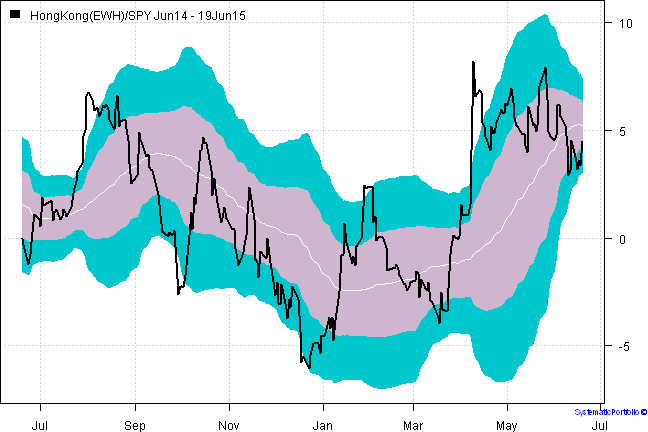 HongKong(EWH)/SPY Jun14 - 19Jun15
10
5
0
-5
Jul Sep Nov Jan Mar May Jul
SystematicPortfolio ©